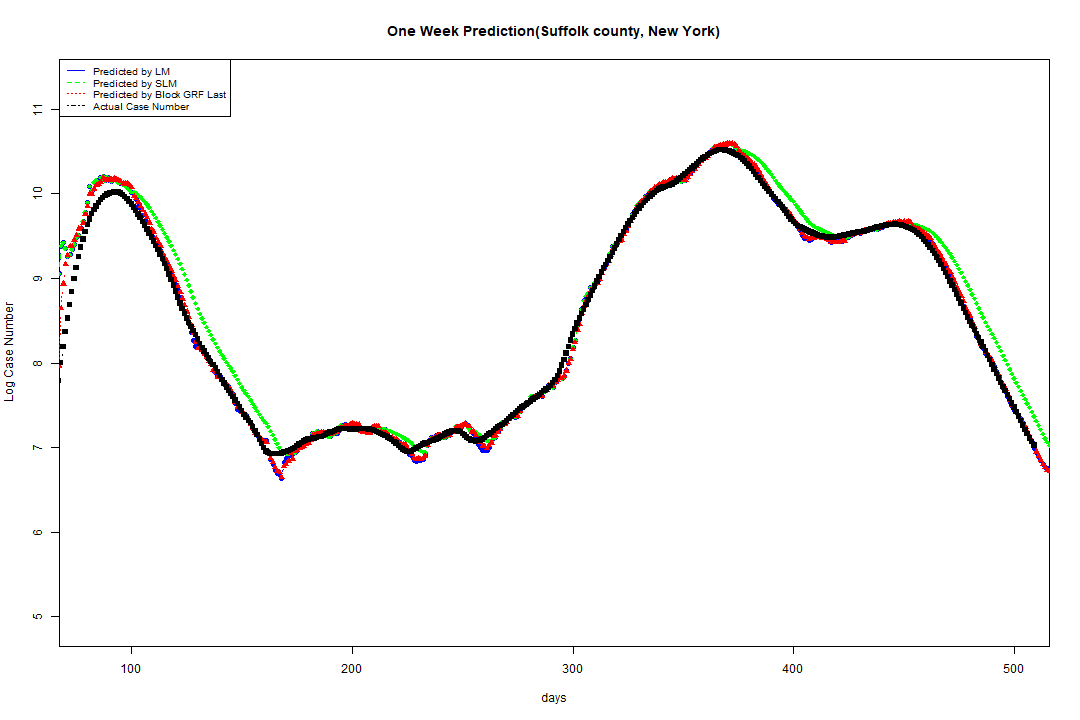 One Week Prediction(Suffolk county, New York)
Predicted by LM
Predicted by SLM
Predicted by Block GRF Last
Actual Case Number
11
10
9
8
7
6
5
Log Case Number
100 200 300 400 500
days